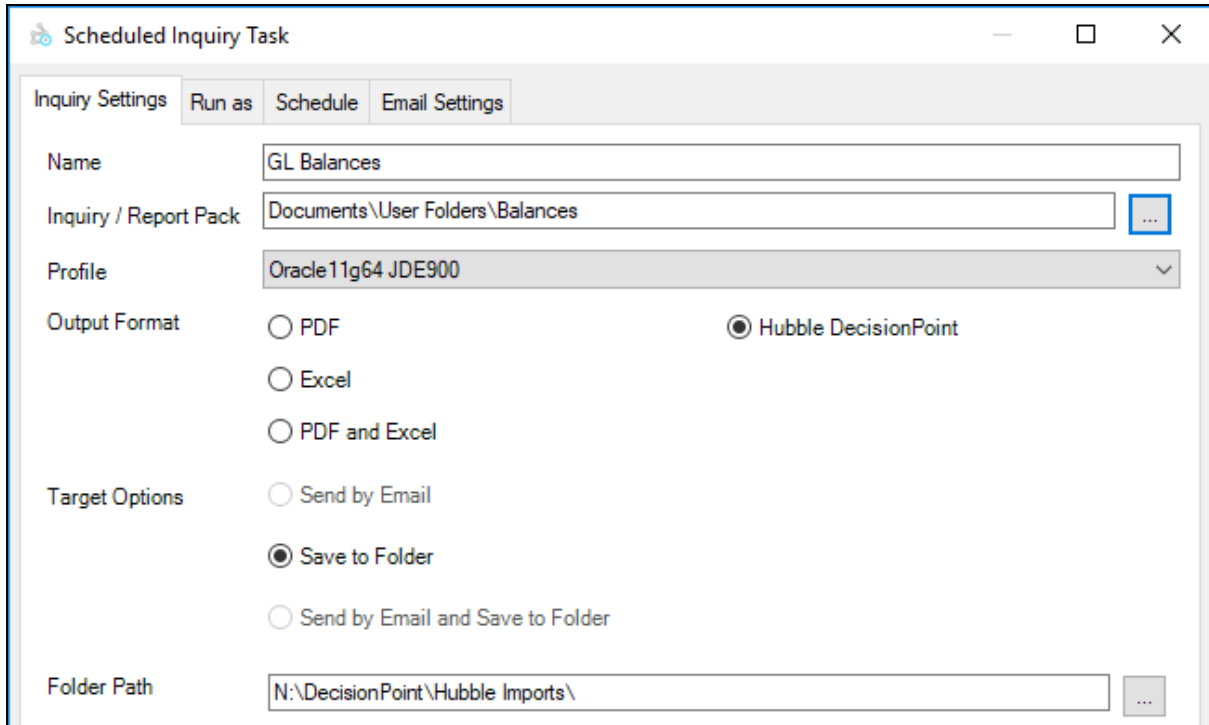 Scheduled Inquiry Task
Inquiry Settings Run as Schedule Email Settings
Name GL Balances
Inquiry / Report Pack Documents\User Folders\Balances ...
Profile Oracle11g64 JDE900
Output Format PDF Hubble DecisionPoint
Excel
PDF and Excel
Target Options Send by Email
Save to Folder
Send by Email and Save to Folder
Folder Path N:\DecisionPoint\Hubble Imports\ ...